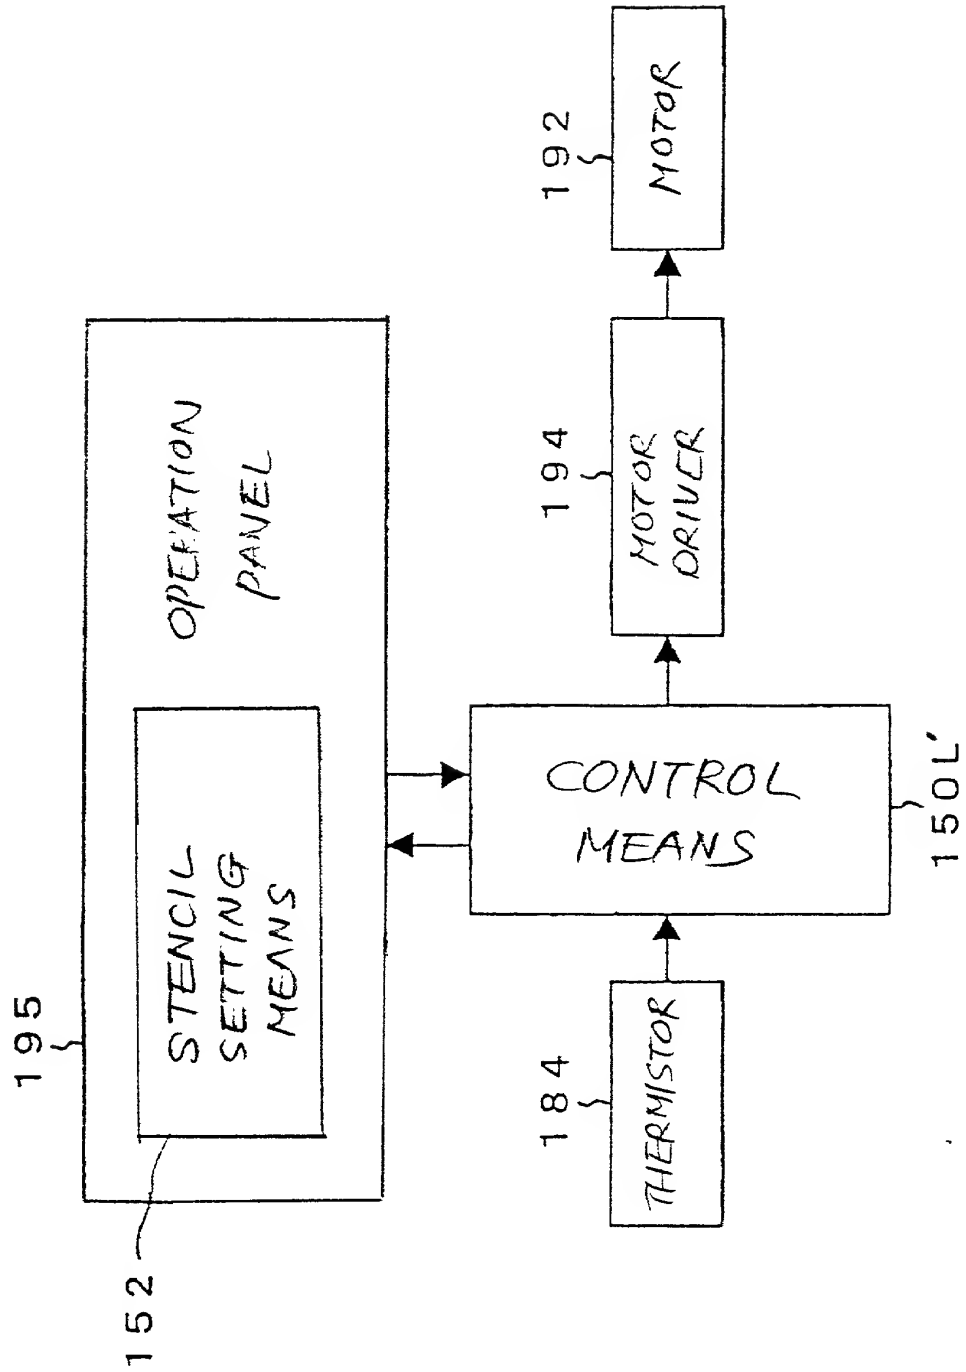 195
OPERATION
PANEL
STENCIL
SETTING
MEANS
152
184
THERMISTOR
CONTROL
MEANS
150L'
194
MOTOR
DRIVER
192
MOTOR